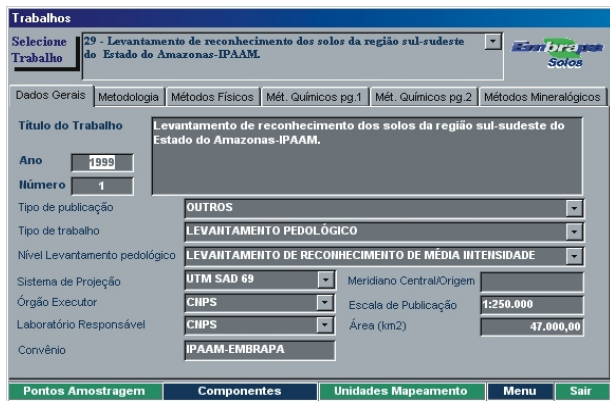 Trabalhos
Selecione Trabalho
29 - Levantamento de reconhecimento dos solos da região sul-sudeste
do Estado do Amazonas-IPAAM.
Embrapa
Solos
Dados Gerais Metodologia Métodos Físicos Mét. Químicos pg.1 Mét. Químicos pg.2 Métodos Mineralógicos
Título do Trabalho
Levantamento de reconhecimento dos solos da região sul-sudeste do
Estado do Amazonas-IPAAM.
Ano 1999
Número 1
Tipo de publicação OUTROS
Tipo de trabalho LEVANTAMENTO PEDOLÓGICO
Nível Levantamento pedológico LEVANTAMENTO DE RECONHECIMENTO DE MÉDIA INTENSIDADE
Sistema de Projeção UTM SAD 69 Meridiano Central/Origem
Órgão Executor CNPS Escala de Publicação 1:250.000
Laboratório Responsável CNPS Área (km2) 47.000,00
Convênio IPAAM-EMBRAPA
Pontos Amostragem Componentes Unidades Mapeamento Menu Sair